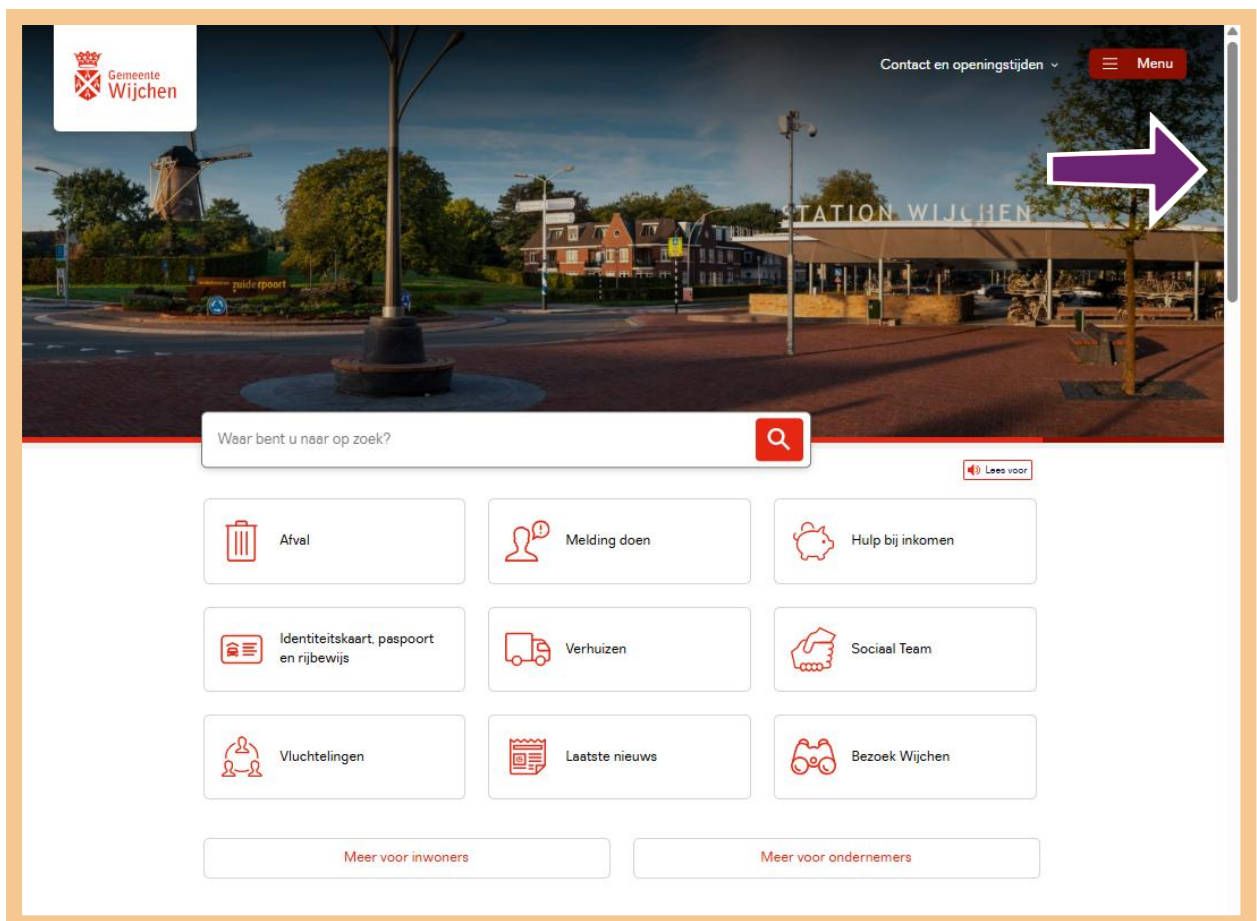 Gemeente
Wijchen
Contact en openingstijden
Menu
STATION WIJCHEN
zuiderpoort
Waar bent u naar op zoek?
Lees voor
Afval
Melding doen
Hulp bij inkomen
Identiteitskaart, paspoort
en rijbewijs
Verhuizen
Sociaal Team
Vluchtelingen
Laatste nieuws
Bezoek Wijchen
Meer voor inwoners
Meer voor ondernemers